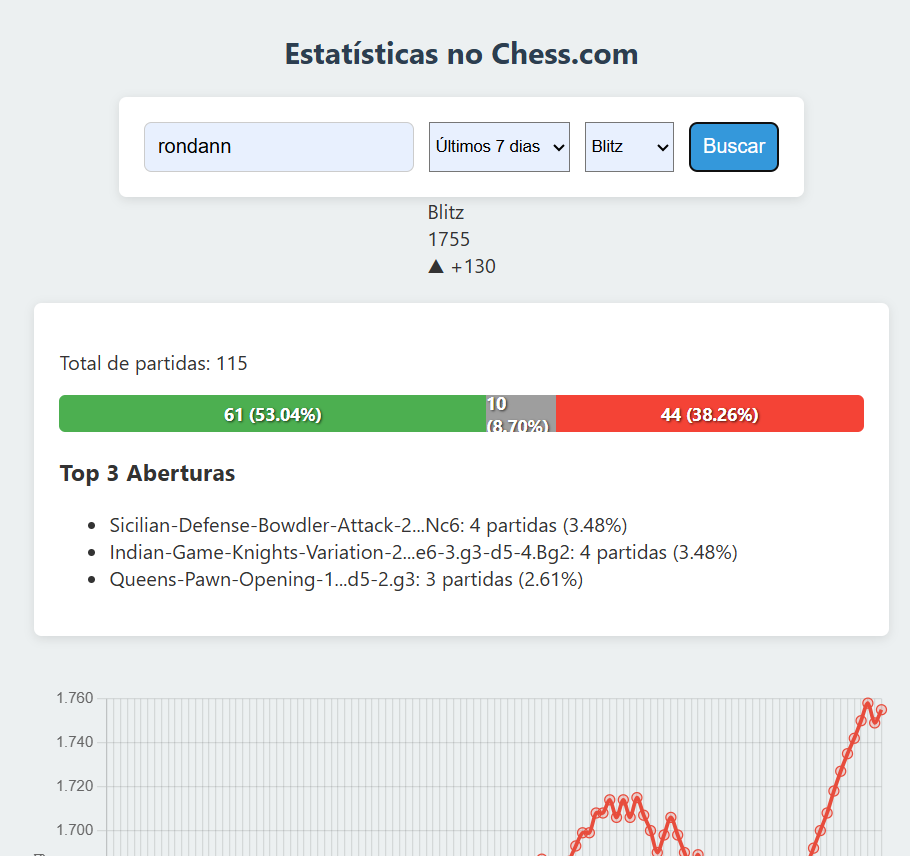 Estatísticas no Chess.com
rondann
Últimos 7 dias
Blitz
Buscar
Blitz
1755
▲ +130
Total de partidas: 115
61 (53.04%)
10
(8.70%)
44 (38.26%)
Top 3 Aberturas
Sicilian-Defense-Bowdler-Attack-2...Nc6: 4 partidas (3.48%)
Indian-Game-Knights-Variation-2...e6-3.g3-d5-4.Bg2: 4 partidas (3.48%)
Queens-Pawn-Opening-1...d5-2.g3: 3 partidas (2.61%)
1.760
1.740
1.720
1.700